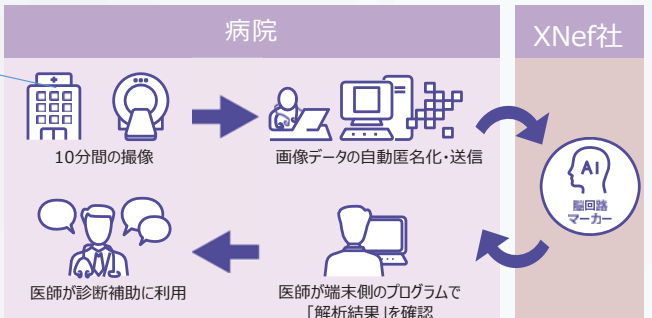 病院
XNef社
10分間の撮像
画像データの自動匿名化・送信
AI
脳回路
マーカー
医師が端末側のプログラムで
「解析結果」を確認
医師が診断補助に利用